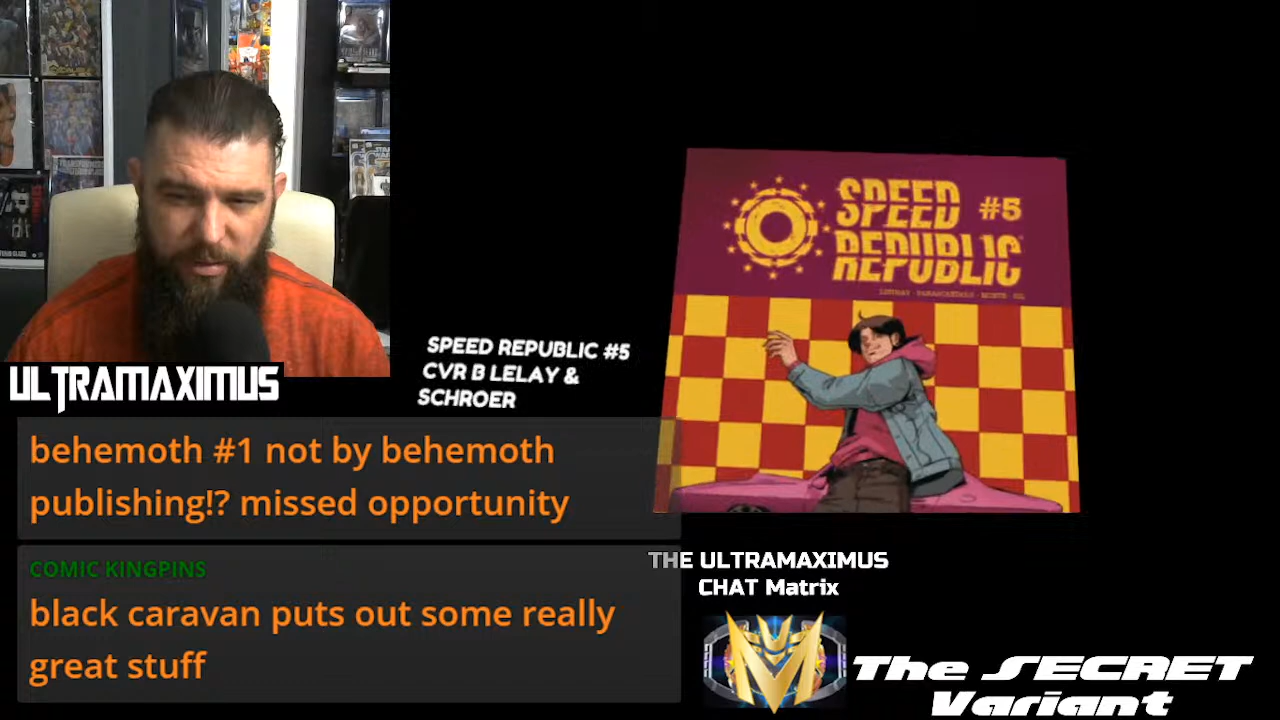 SPEED
#5
REPUBLIC
SPEED REPUBLIC #5
CVR B LELAY &
SCHROER
ULTRAMAXIMUS
behemoth #1 not by behemoth
publishing!? missed opportunity
COMIC KINGPINS
black caravan puts out some really
great stuff
THE ULTRAMAXIMUS
CHAT Matrix
The SECRET
Variant